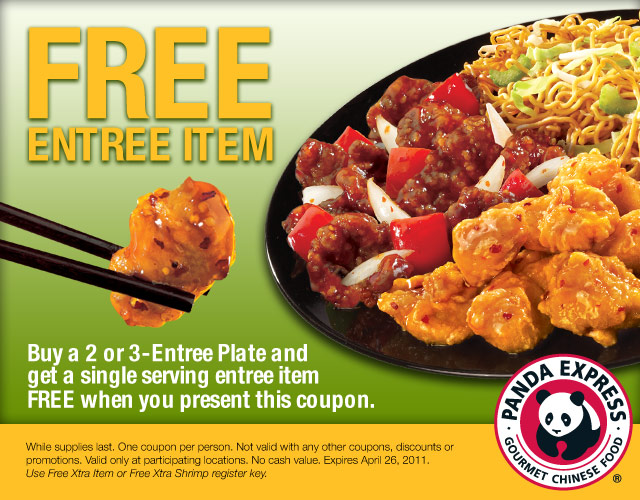 FREE
ENTREE ITEM
Buy a 2 or 3-Entree Plate and
get a single serving entree item
FREE when you present this coupon.
While supplies last. One coupon per person. Not valid with any other coupons, discounts or
promotions. Valid only at participating locations. No cash value. Expires April 26, 2011.
Use Free Xtra Item or Free Xtra Shrimp register key.
PANDA EXPRESS
GOURMET CHINESE FOOD
®